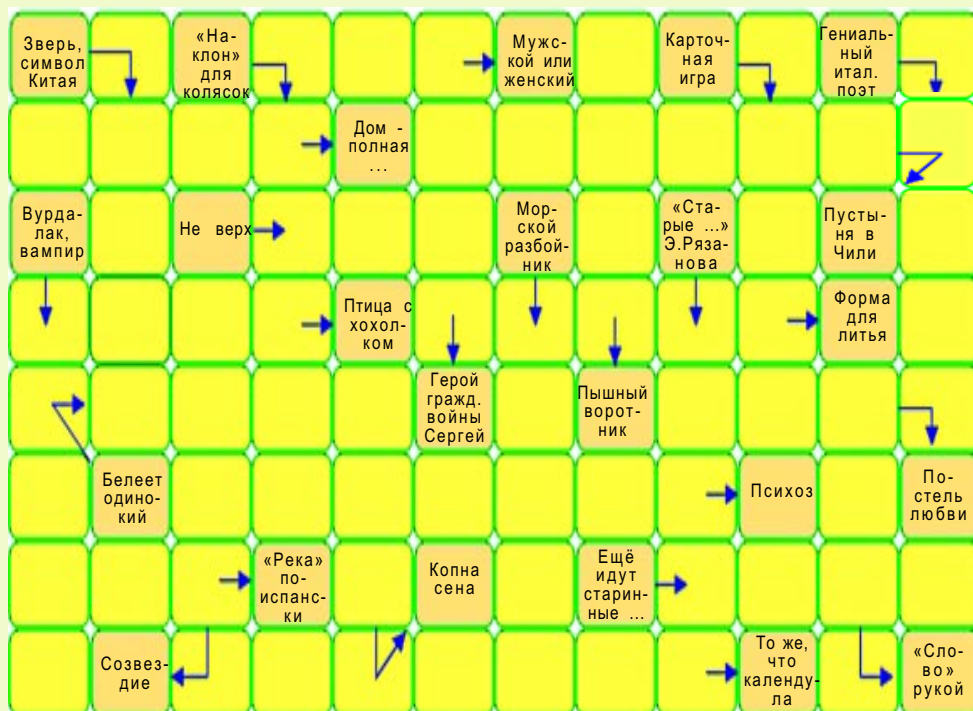 Зверь,
символ
Китая
«На-
клон»
для
колясок
Мужс-
кой или
женский
Карточ-
ная
игра
Гениаль-
ный
итал.
поэт
Дом -
полная
...
Вурда-
лак,
вампир
Не верх
Мор-
ской
разбой-
ник
«Ста-
рые ...»
Э.Ряза-
нова
Пусты-
ня в
Чили
Птица с
хохол-
ком
Форма
для
литья
Герой
гражд.
войны
Сергей
Пышный
ворот-
ник
Белеет
одино-
кий
Психоз
По-
стель
любви
«Река»
по-
испанс-
ки
Копна
сена
Ещё
идут
старин-
ные ...
Созвез-
дие
То же,
что
календу-
ла
«Сло-
во»
рукой